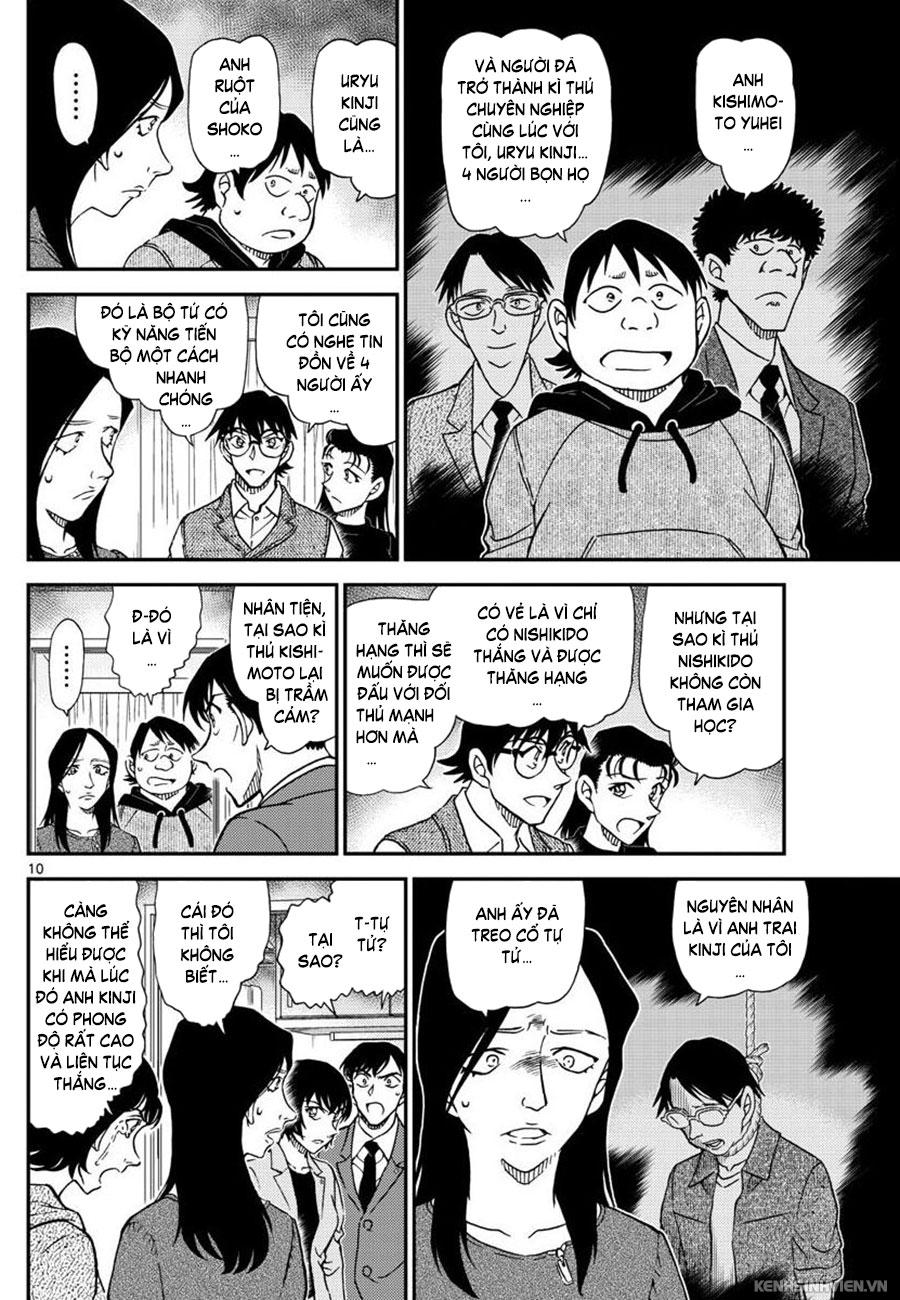 ANH
KISHIMO-
TO YUHEI
...
VÀ NGƯỜI ĐÃ
TRỞ THÀNH KÌ THỦ
CHUYÊN NGHIỆP
CÙNG LÚC VỚI
TÔI, URYU KINJI...
4 NGƯỜI BỌN HỌ
...
URYU
KINJI
CŨNG
LÀ...
ANH
RUỘT
CỦA
SHOKO
...
......
TÔI CŨNG
CÓ NGHE TIN
ĐỒN VỀ 4
NGƯỜI ẤY
...
ĐÓ LÀ BỘ TỨ CÓ
KỲ NĂNG TIẾN
BỘ MỘT CÁCH
NHANH
CHÓNG
...
NHƯNG TẠI
SAO KÌ THỦ
NISHIKIDO
KHÔNG CÒN
THAM GIA
HỌC?
CÓ VẺ LÀ VÌ CHỈ
CÓ NISHIKIDO
THẮNG VÀ ĐƯỢC
THĂNG HẠNG
...
THĂNG
HẠNG THÌ SẼ
MUỐN ĐƯỢC
ĐẤU VỚI ĐỐI
THỦ MẠNH
HƠN MÀ
...
NHÂN TIỆN,
TẠI SAO KÌ
THỦ KISHI-
MOTO LẠI
BỊ TRẦM
CẢM?
Đ-ĐÓ
LÀ VÌ
...
......
10
NGUYÊN NHÂN
LÀ VÌ ANH TRAI
KINJI CỦA TÔI
...
ANH ẤY ĐÃ
TREO CỔ TỰ
TỬ...
T-TỰ
TỬ?
TẠI
SAO?
CÁI ĐÓ
THÌ TÔI
KHÔNG
BIẾT...
CÀNG
KHÔNG THỂ
HIỂU ĐƯỢC
KHI MÀ LÚC
ĐÓ ANH KINJI
CÓ PHONG
ĐỘ RẤT CAO
VÀ LIÊN TỤC
THẮNG...
KENHSINHVIEN.VN